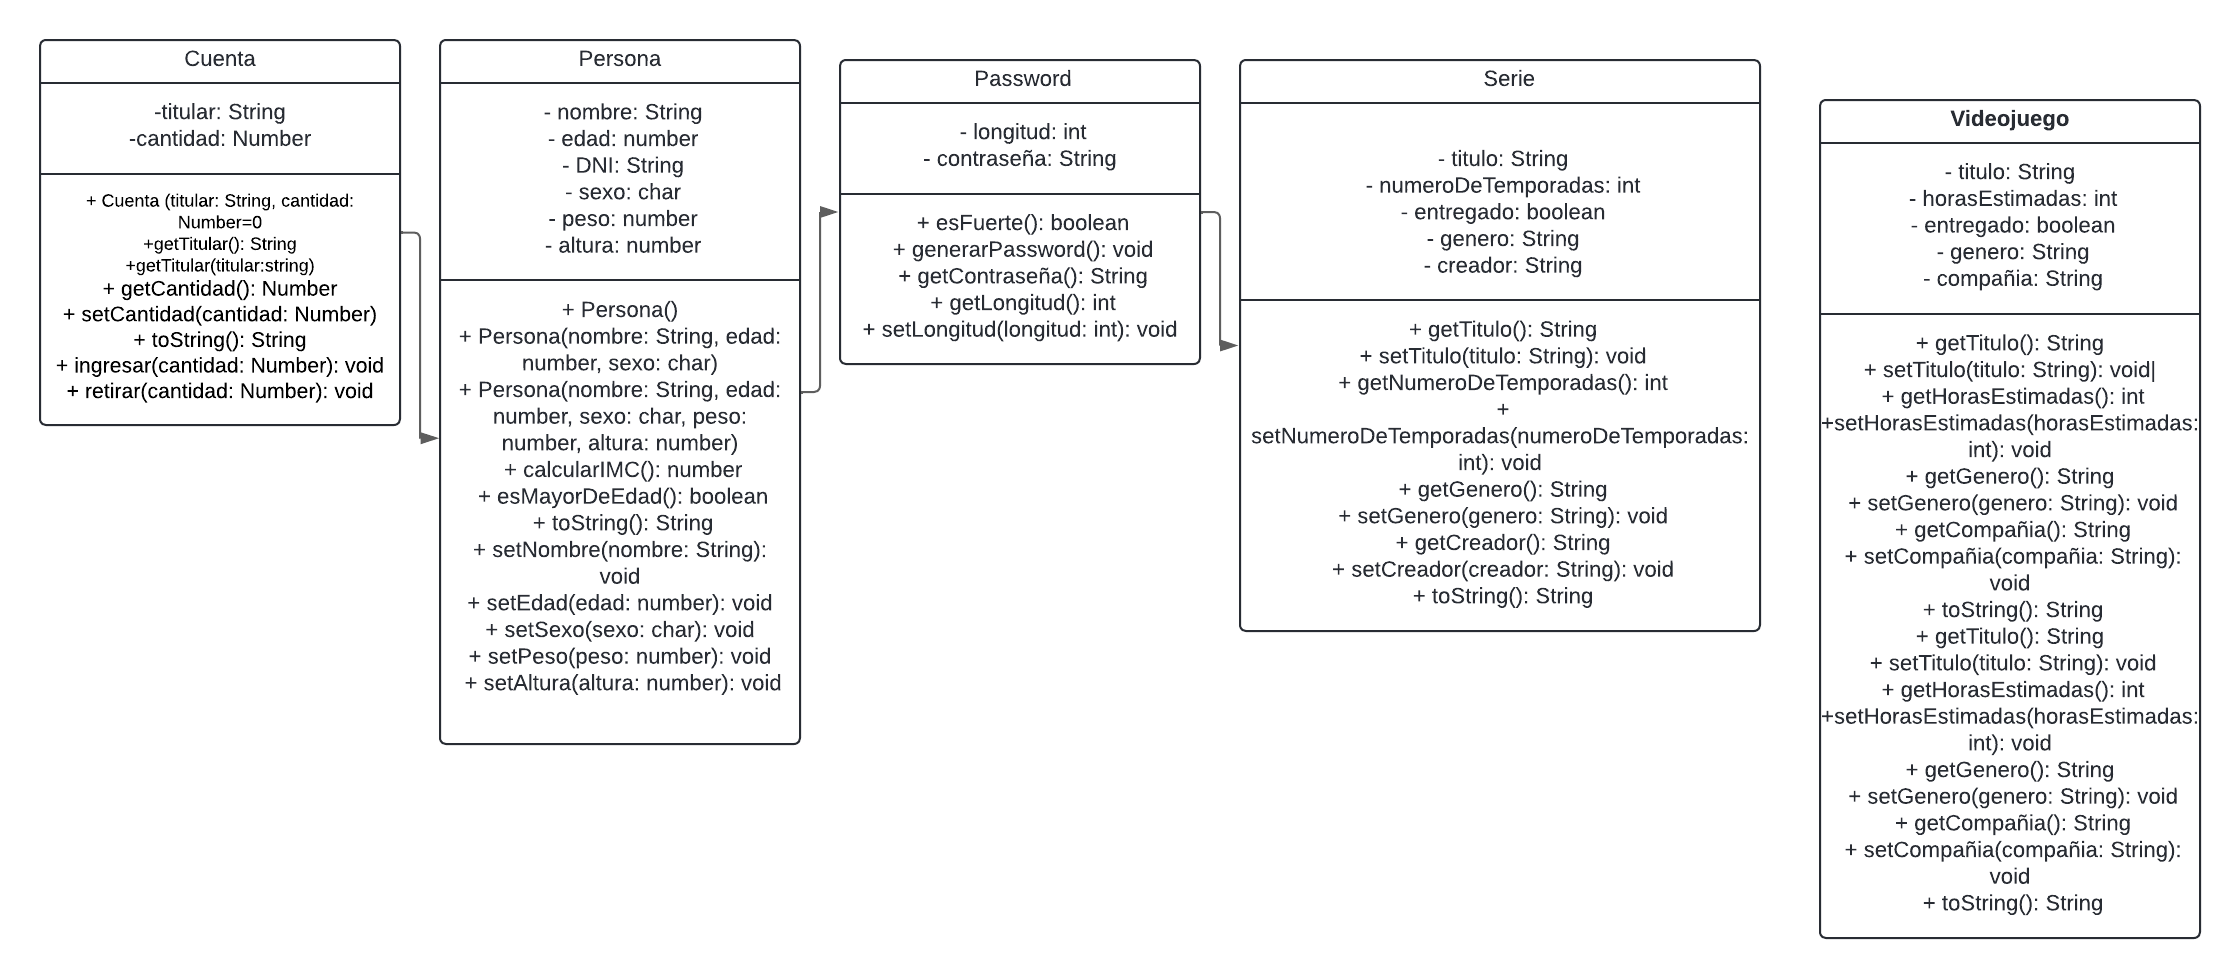 Cuenta
-titular: String
-cantidad: Number
+ Cuenta (titular: String, cantidad:
Number=0
+getTitular(): String
+getTitular(titular:string)
+ getCantidad(): Number
+ setCantidad(cantidad: Number)
+ toString(): String
+ ingresar(cantidad: Number): void
+ retirar(cantidad: Number): void
Persona
- nombre: String
- edad: number
- DNI: String
- sexo: char
- peso: number
- altura: number
+ Persona()
+ Persona(nombre: String, edad:
number, sexo: char)
+ Persona(nombre: String, edad:
number, sexo: char, peso:
number, altura: number)
+ calcularIMC(): number
+ esMayorDeEdad(): boolean
+ toString(): String
+ setNombre(nombre: String):
void
+ setEdad(edad: number): void
+ setSexo(sexo: char): void
+ setPeso(peso: number): void
+ setAltura(altura: number): void
Password
- longitud: int
- contraseña: String
+ esFuerte(): boolean
+ generarPassword(): void
+ getContraseña(): String
+ getLongitud(): int
+ setLongitud(longitud: int): void
Serie
- titulo: String
- numeroDeTemporadas: int
- entregado: boolean
- genero: String
- creador: String
+ getTitulo(): String
+ setTitulo(titulo: String): void
+ getNumeroDeTemporadas(): int
+
setNumeroDeTemporadas(numeroDeTemporadas:
int): void
+ getGenero(): String
+ setGenero(genero: String): void
+ getCreador(): String
+ setCreador(creador: String): void
+ toString(): String
Videojuego
- titulo: String
- horasEstimadas: int
- entregado: boolean
- genero: String
- compañia: String
+ getTitulo(): String
+ setTitulo(titulo: String): void|
+ getHorasEstimadas(): int
+setHorasEstimadas(horasEstimadas:
int): void
+ getGenero(): String
+ setGenero(genero: String): void
+ getCompañia(): String
+ setCompañia(compañia: String):
void
+ toString(): String
+ getTitulo(): String
+ setTitulo(titulo: String): void
+ getHorasEstimadas(): int
+setHorasEstimadas(horasEstimadas:
int): void
+ getGenero(): String
+ setGenero(genero: String): void
+ getCompañia(): String
+ setCompañia(compañia: String):
void
+ toString(): String